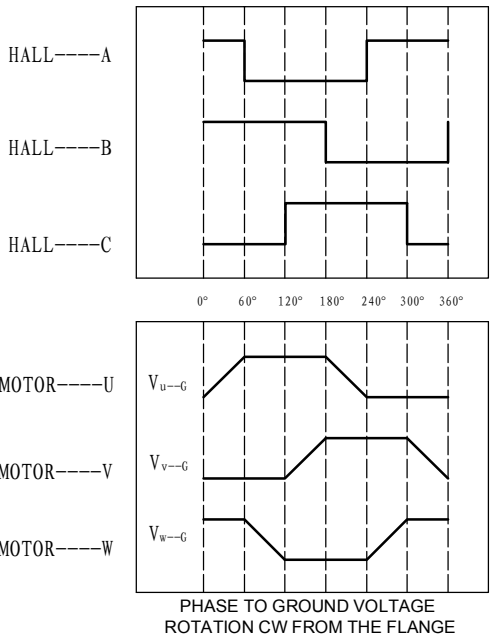 HALL----A
HALL----B
HALL----C
0° 60° 120° 180° 240° 300° 360°
MOTOR----U Vu--G
MOTOR----V Vv--G
MOTOR----W Vw--G
PHASE TO GROUND VOLTAGE
ROTATION CW FROM THE FLANGE